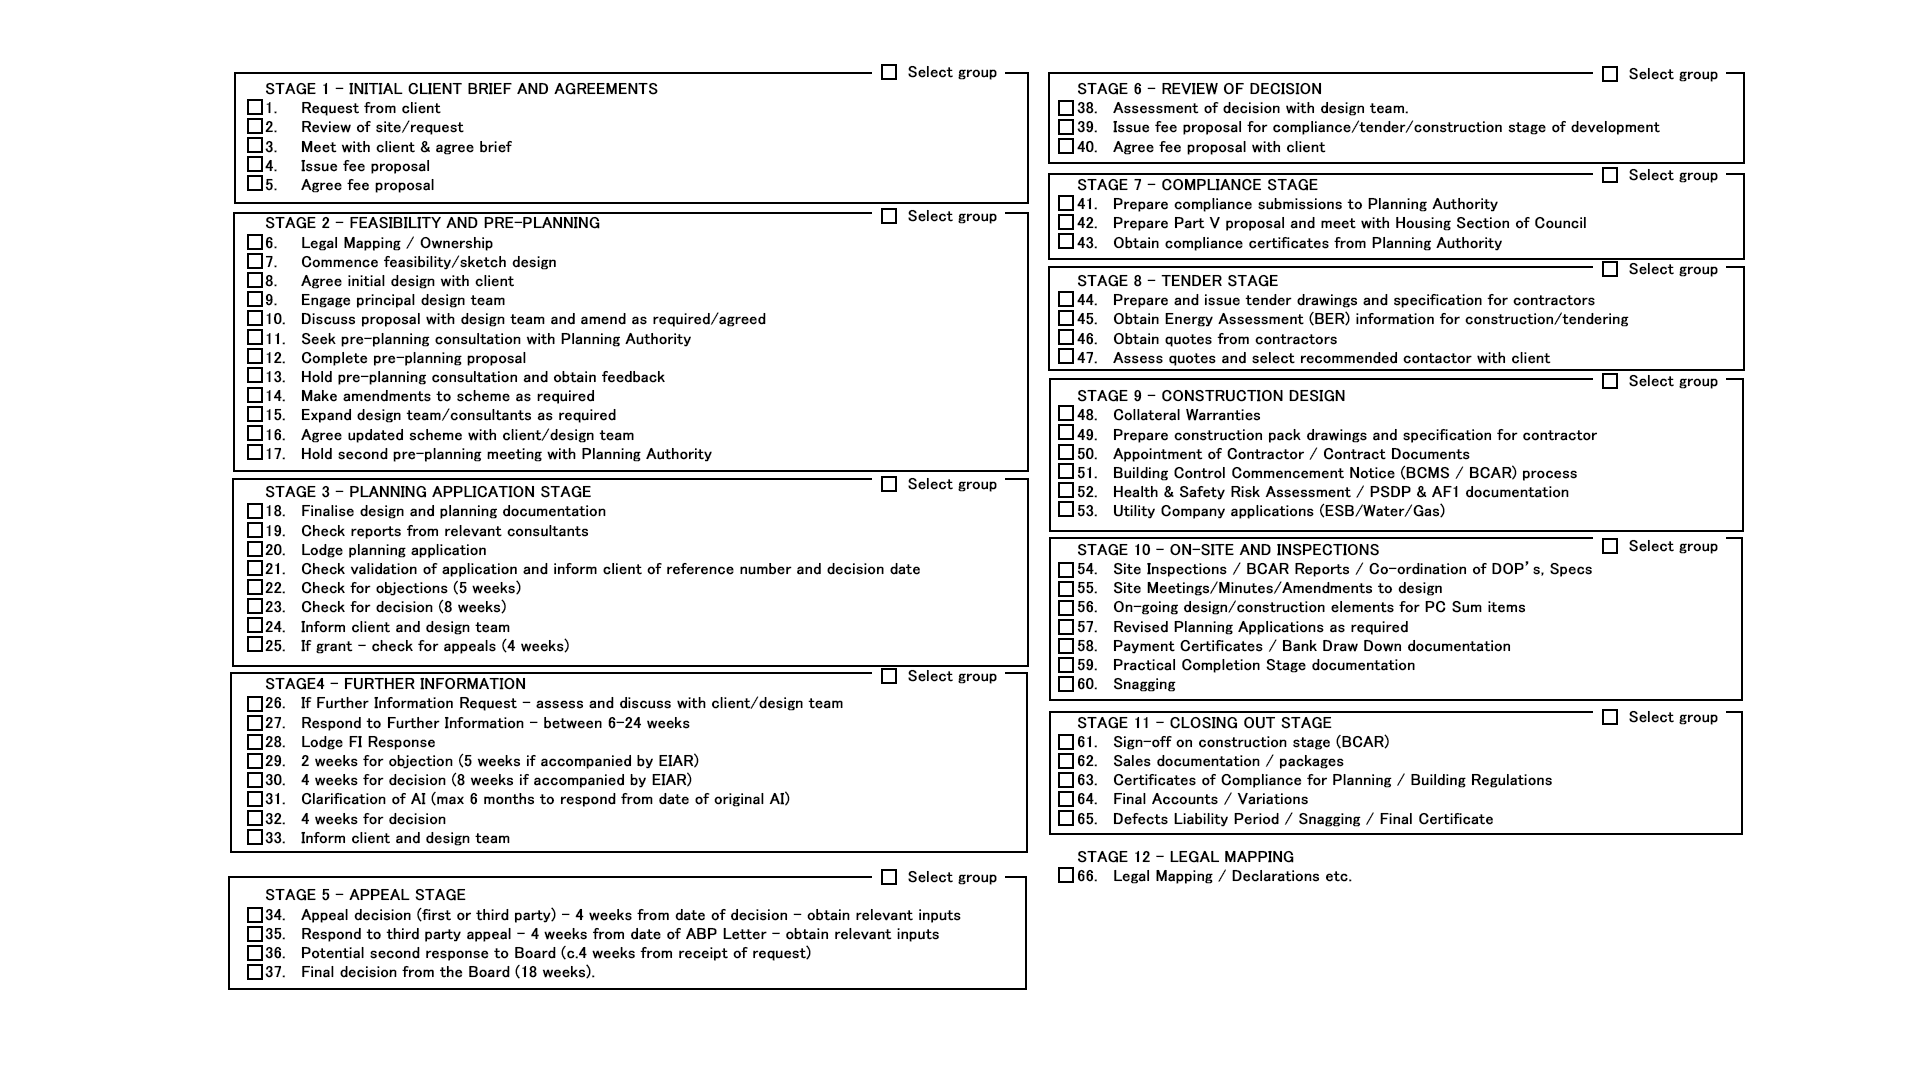 Select group
STAGE 1 - INITIAL CLIENT BRIEF AND AGREEMENTS
1. Request from client
2. Review of site/request
3. Meet with client & agree brief
4. Issue fee proposal
5. Agree fee proposal
Select group
STAGE 2 - FEASIBILITY AND PRE-PLANNING
6. Legal Mapping / Ownership
7. Commence feasibility/sketch design
8. Agree initial design with client
9. Engage principal design team
10. Discuss proposal with design team and amend as required/agreed
11. Seek pre-planning consultation with Planning Authority
12. Complete pre-planning proposal
13. Hold pre-planning consultation and obtain feedback
14. Make amendments to scheme as required
15. Expand design team/consultants as required
16. Agree updated scheme with client/design team
17. Hold second pre-planning meeting with Planning Authority
Select group
STAGE 3 - PLANNING APPLICATION STAGE
18. Finalise design and planning documentation
19. Check reports from relevant consultants
20. Lodge planning application
21. Check validation of application and inform client of reference number and decision date
22. Check for objections (5 weeks)
23. Check for decision (8 weeks)
24. Inform client and design team
25. If grant - check for appeals (4 weeks)
Select group
STAGE4 - FURTHER INFORMATION
26. If Further Information Request - assess and discuss with client/design team
27. Respond to Further Information - between 6-24 weeks
28. Lodge FI Response
29. 2 weeks for objection (5 weeks if accompanied by EIAR)
30. 4 weeks for decision (8 weeks if accompanied by EIAR)
31. Clarification of AI (max 6 months to respond from date of original AI)
32. 4 weeks for decision
33. Inform client and design team
Select group
STAGE 5 - APPEAL STAGE
34. Appeal decision (first or third party) - 4 weeks from date of decision - obtain relevant inputs
35. Respond to third party appeal - 4 weeks from date of ABP Letter - obtain relevant inputs
36. Potential second response to Board (c.4 weeks from receipt of request)
37. Final decision from the Board (18 weeks).
Select group
STAGE 6 - REVIEW OF DECISION
38. Assessment of decision with design team.
39. Issue fee proposal for compliance/tender/construction stage of development
40. Agree fee proposal with client
Select group
STAGE 7 - COMPLIANCE STAGE
41. Prepare compliance submissions to Planning Authority
42. Prepare Part V proposal and meet with Housing Section of Council
43. Obtain compliance certificates from Planning Authority
Select group
STAGE 8 - TENDER STAGE
44. Prepare and issue tender drawings and specification for contractors
45. Obtain Energy Assessment (BER) information for construction/tendering
46. Obtain quotes from contractors
47. Assess quotes and select recommended contactor with client
Select group
STAGE 9 - CONSTRUCTION DESIGN
48. Collateral Warranties
49. Prepare construction pack drawings and specification for contractor
50. Appointment of Contractor / Contract Documents
51. Building Control Commencement Notice (BCMS / BCAR) process
52. Health & Safety Risk Assessment / PSDP & AF1 documentation
53. Utility Company applications (ESB/Water/Gas)
Select group
STAGE 10 - ON-SITE AND INSPECTIONS
54. Site Inspections / BCAR Reports / Co-ordination of DOP's, Specs
55. Site Meetings/Minutes/Amendments to design
56. On-going design/construction elements for PC Sum items
57. Revised Planning Applications as required
58. Payment Certificates / Bank Draw Down documentation
59. Practical Completion Stage documentation
60. Snagging
Select group
STAGE 11 - CLOSING OUT STAGE
61. Sign-off on construction stage (BCAR)
62. Sales documentation / packages
63. Certificates of Compliance for Planning / Building Regulations
64. Final Accounts / Variations
65. Defects Liability Period / Snagging / Final Certificate
STAGE 12 - LEGAL MAPPING
66. Legal Mapping / Declarations etc.